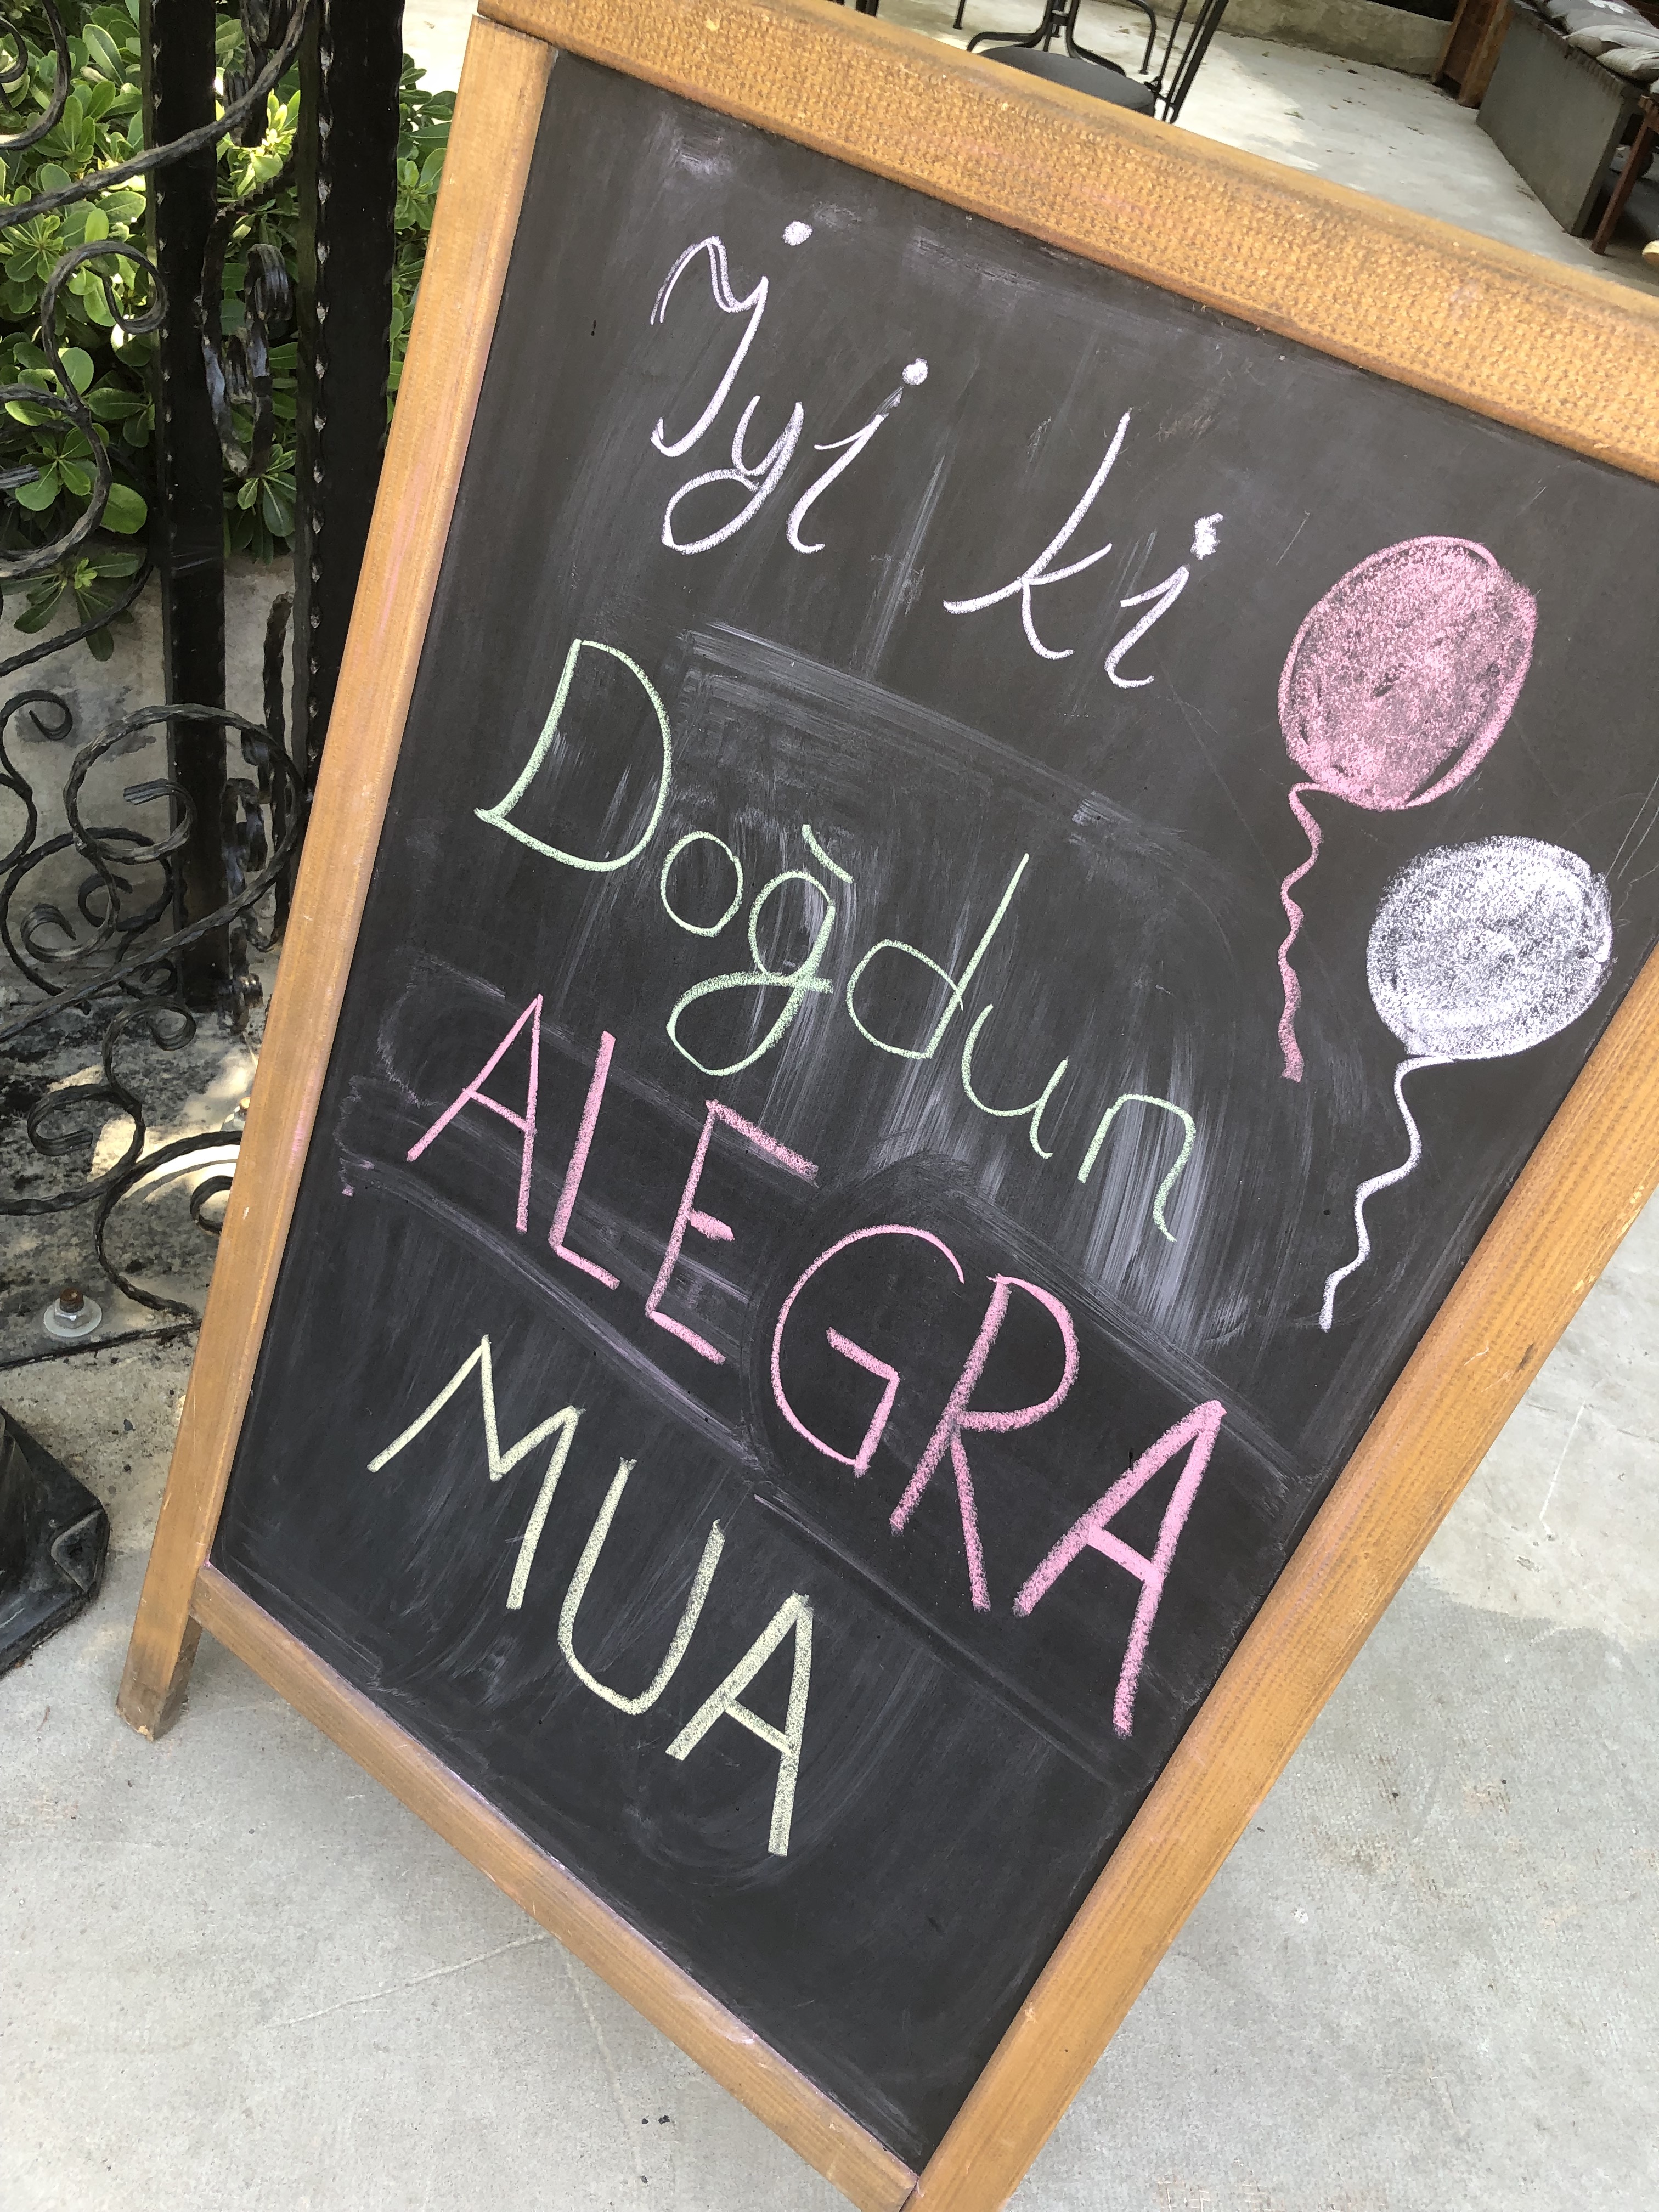 İyi ki
Doğdun
ALEGRA
MUA